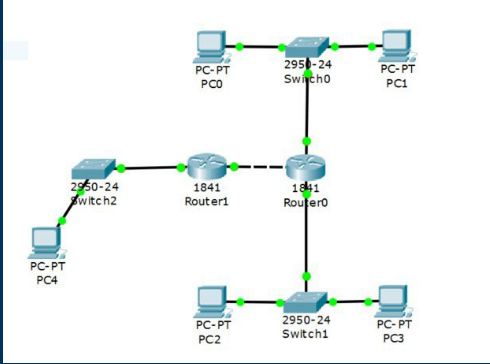 2950-24
Switch0
PC-PT
PC0
PC-PT
PC1
2950-24
Switch2
1841
Router1
1841
Router0
PC-PT
PC4
2950-24
Switch1
PC-PT
PC2
PC-PT
PC3